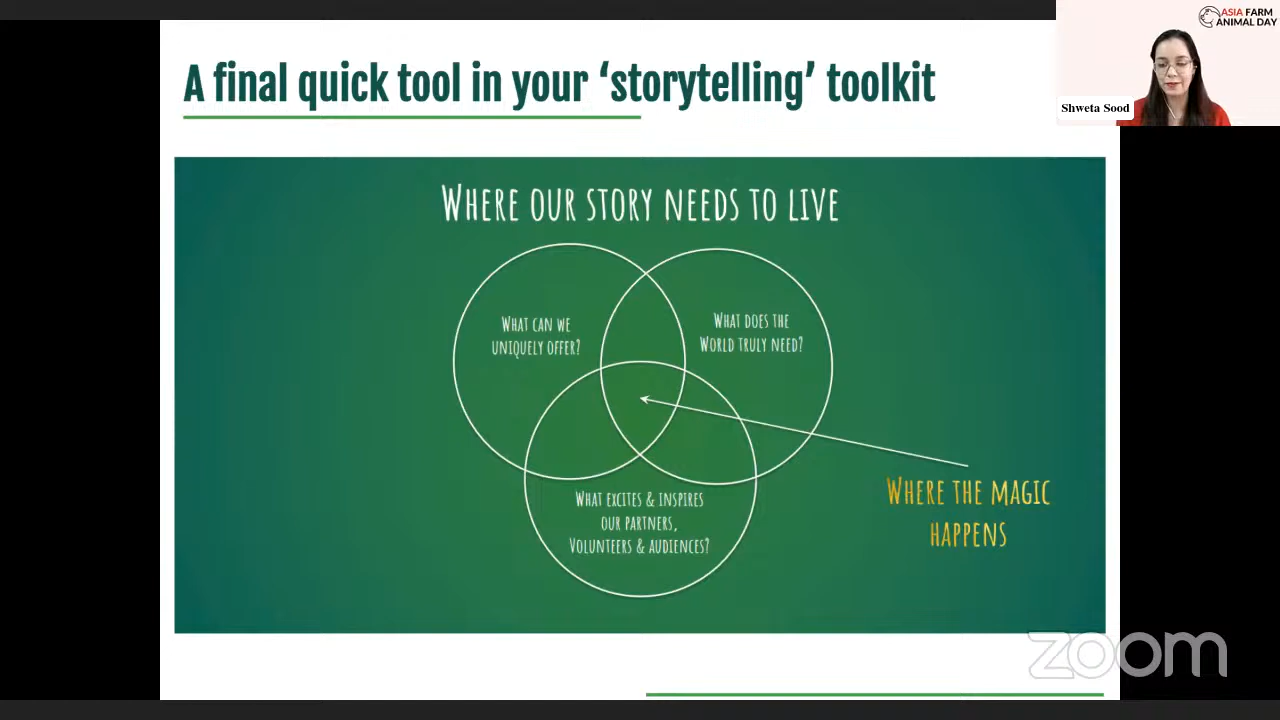 A final quick tool in your ‘storytelling’ toolkit
ASIA FARM
ANIMAL DAY
Shweta Sood
WHERE OUR STORY NEEDS TO LIVE
WHAT CAN WE
UNIQUELY OFFER?
WHAT DOES THE
WORLD TRULY NEED?
WHAT EXCITES & INSPIRES
OUR PARTNERS,
VOLUNTEERS & AUDIENCES?
WHERE THE MAGIC
HAPPENS
zoom